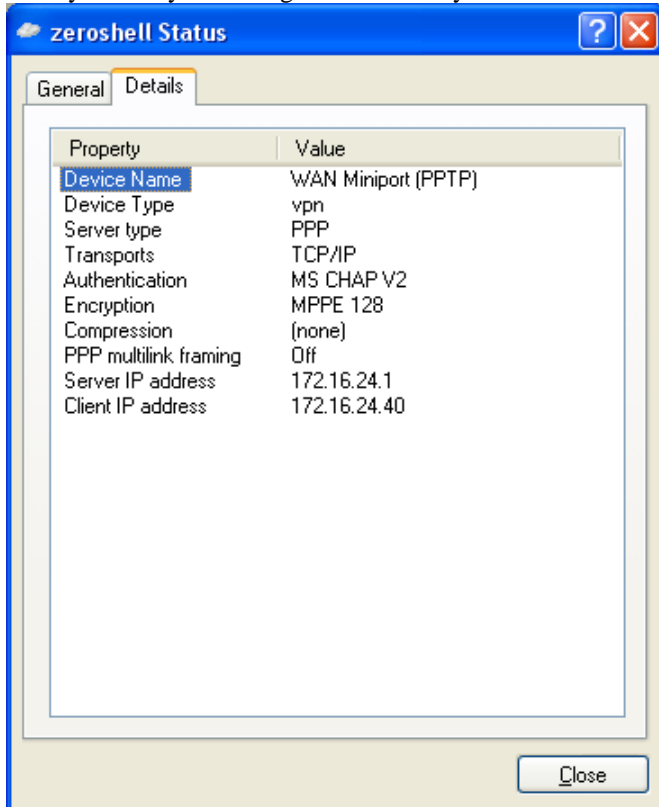 zeroshell Status
General Details
Property Value
Device Name WAN Miniport (PPTP)
Device Type vpn
Server type PPP
Transports TCP/IP
Authentication MS CHAP V2
Encryption MPPE 128
Compression (none)
PPP multilink framing Off
Server IP address 172.16.24.1
Client IP address 172.16.24.40
Close